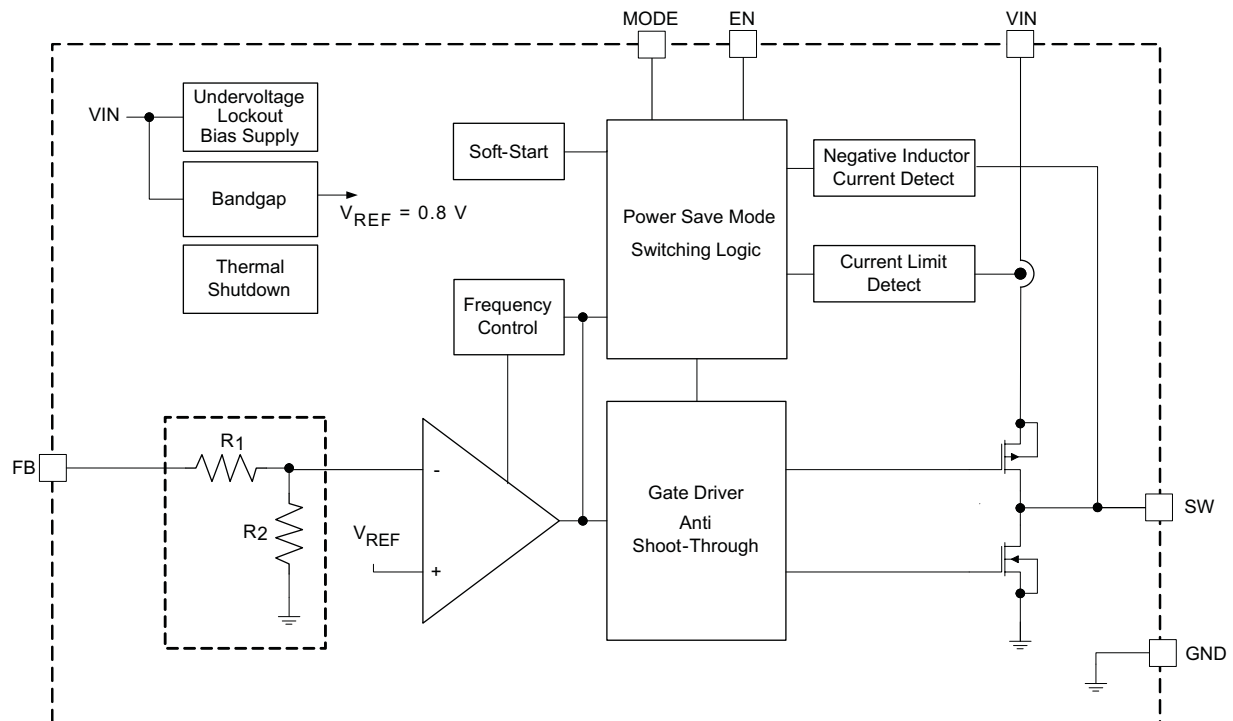 MODE
EN
VIN
VIN
Undervoltage
Lockout
Bias Supply
Soft-Start
Negative Inductor
Current Detect
Bandgap
VREF = 0.8 V
Power Save Mode
Switching Logic
Thermal
Shutdown
Current Limit
Detect
Frequency
Control
R1
FB
-
R2
VREF
+
Gate Driver
Anti
Shoot-Through
SW
GND